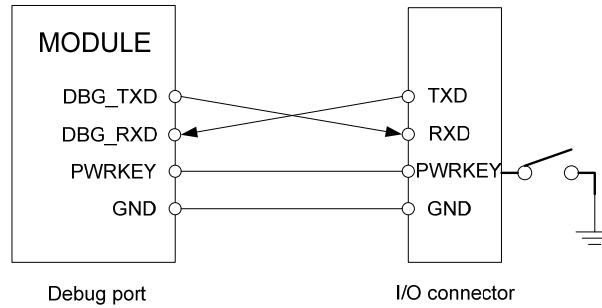 MODULE
DBG_TXD
TXD
DBG_RXD
RXD
PWRKEY
PWRKEY
GND
GND
Debug port
I/O connector